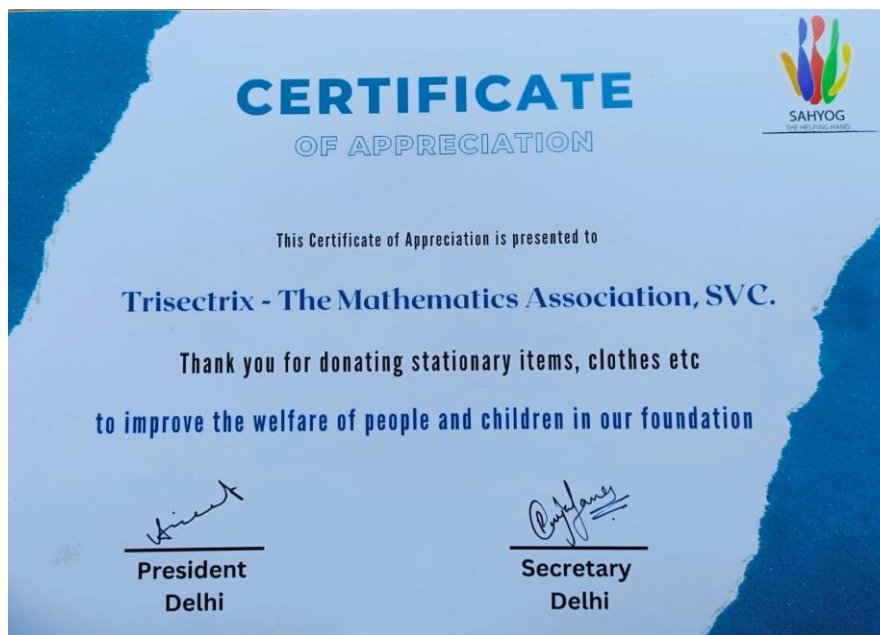 CERTIFICATE
OF APPRECIATION
SAHYOG
THE HELPING HAND
This Certificate of Appreciation is presented to
Trisectrix - The Mathematics Association, SVC.
Thank you for donating stationary items, clothes etc
to improve the welfare of people and children in our foundation
President
Delhi
Secretary
Delhi